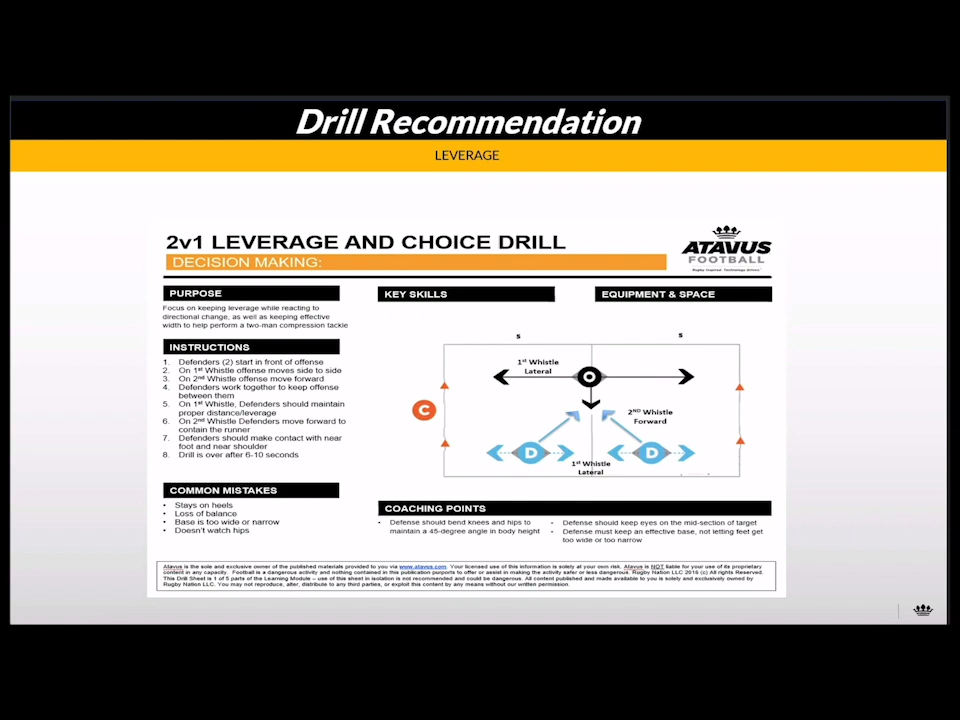 Drill Recommendation
LEVERAGE
2v1 LEVERAGE AND CHOICE DRILL
DECISION MAKING:
ATAVUS
FOOTBALL
PURPOSE
Focus on keeping leverage while reacting to
directional change, as well as keeping effective
width to help perform a two-man compression tackle
INSTRUCTIONS
1. Defenders (2) start in front of offense
2. On 1st Whistle offense moves side to side
3. On 2nd Whistle offense move forward
4. Defenders work together to keep offense
between them
5. On 1st Whistle, Defenders should maintain
proper distance/leverage
6. On 2nd Whistle Defenders move forward to
contain the runner
7. Defenders should make contact with near
foot and near shoulder
8. Drill is over after 6-10 seconds
COMMON MISTAKES
• Stays on heels
• Loss of balance
• Base is too wide or narrow
• Doesn't watch hips
KEY SKILLS
EQUIPMENT & SPACE
s
s
1st Whistle
Lateral
O
C
2ND Whistle
Forward
D
D
1st Whistle
Lateral
COACHING POINTS
• Defense should bend knees and hips to
maintain a 45-degree angle in body height
• Defense should keep eyes on the mid-section of target
• Defense must keep an effective base, not letting feet get
too wide or too narrow
Atavus is the sole and exclusive owner of the published materials provided to you via www.atavus.com. Your licensed use of this information is solely at your own risk. Atavus is NOT liable for your use of its proprietary
content in any capacity. Football is a dangerous activity and nothing contained in this publication purports to offer or assist in making the activity safer or less dangerous. Rugby Nation LLC 2016 (c) All rights Reserved.
This Drill Sheet is 1 of 5 parts of the Learning Module – use of this sheet in isolation is not recommended and could be dangerous. All content published and made available to you is solely and exclusively owned by
Rugby Nation LLC. You may not reproduce, alter, distribute to any third parties, or exploit this content by any means without our written permission.